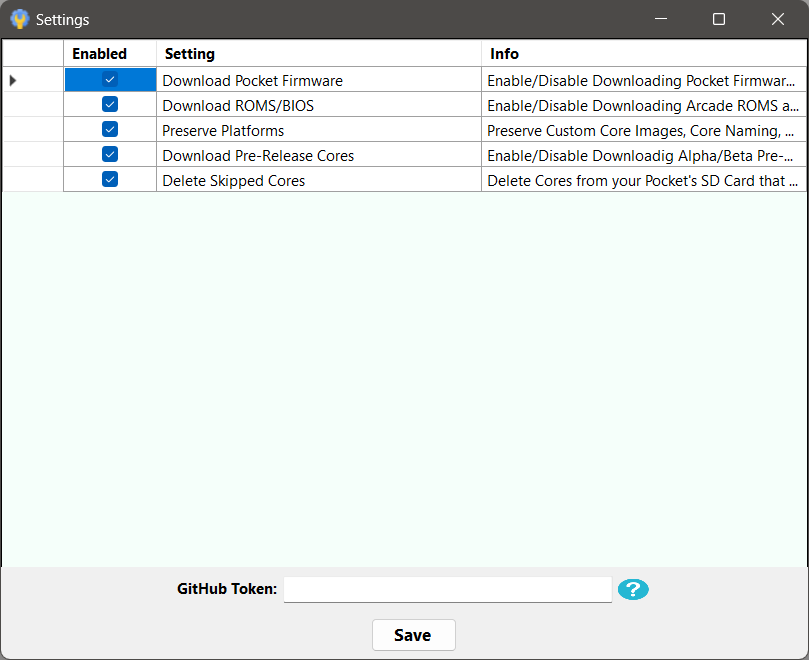 Settings
Enabled Setting Info
Download Pocket Firmware Enable/Disable Downloading Pocket Firmwar...
Download ROMS/BIOS Enable/Disable Downloading Arcade ROMS a...
Preserve Platforms Preserve Custom Core Images, Core Naming, ...
Download Pre-Release Cores Enable/Disable Downloadig Alpha/Beta Pre-...
Delete Skipped Cores Delete Cores from your Pocket's SD Card that ...
GitHub Token: ?
Save